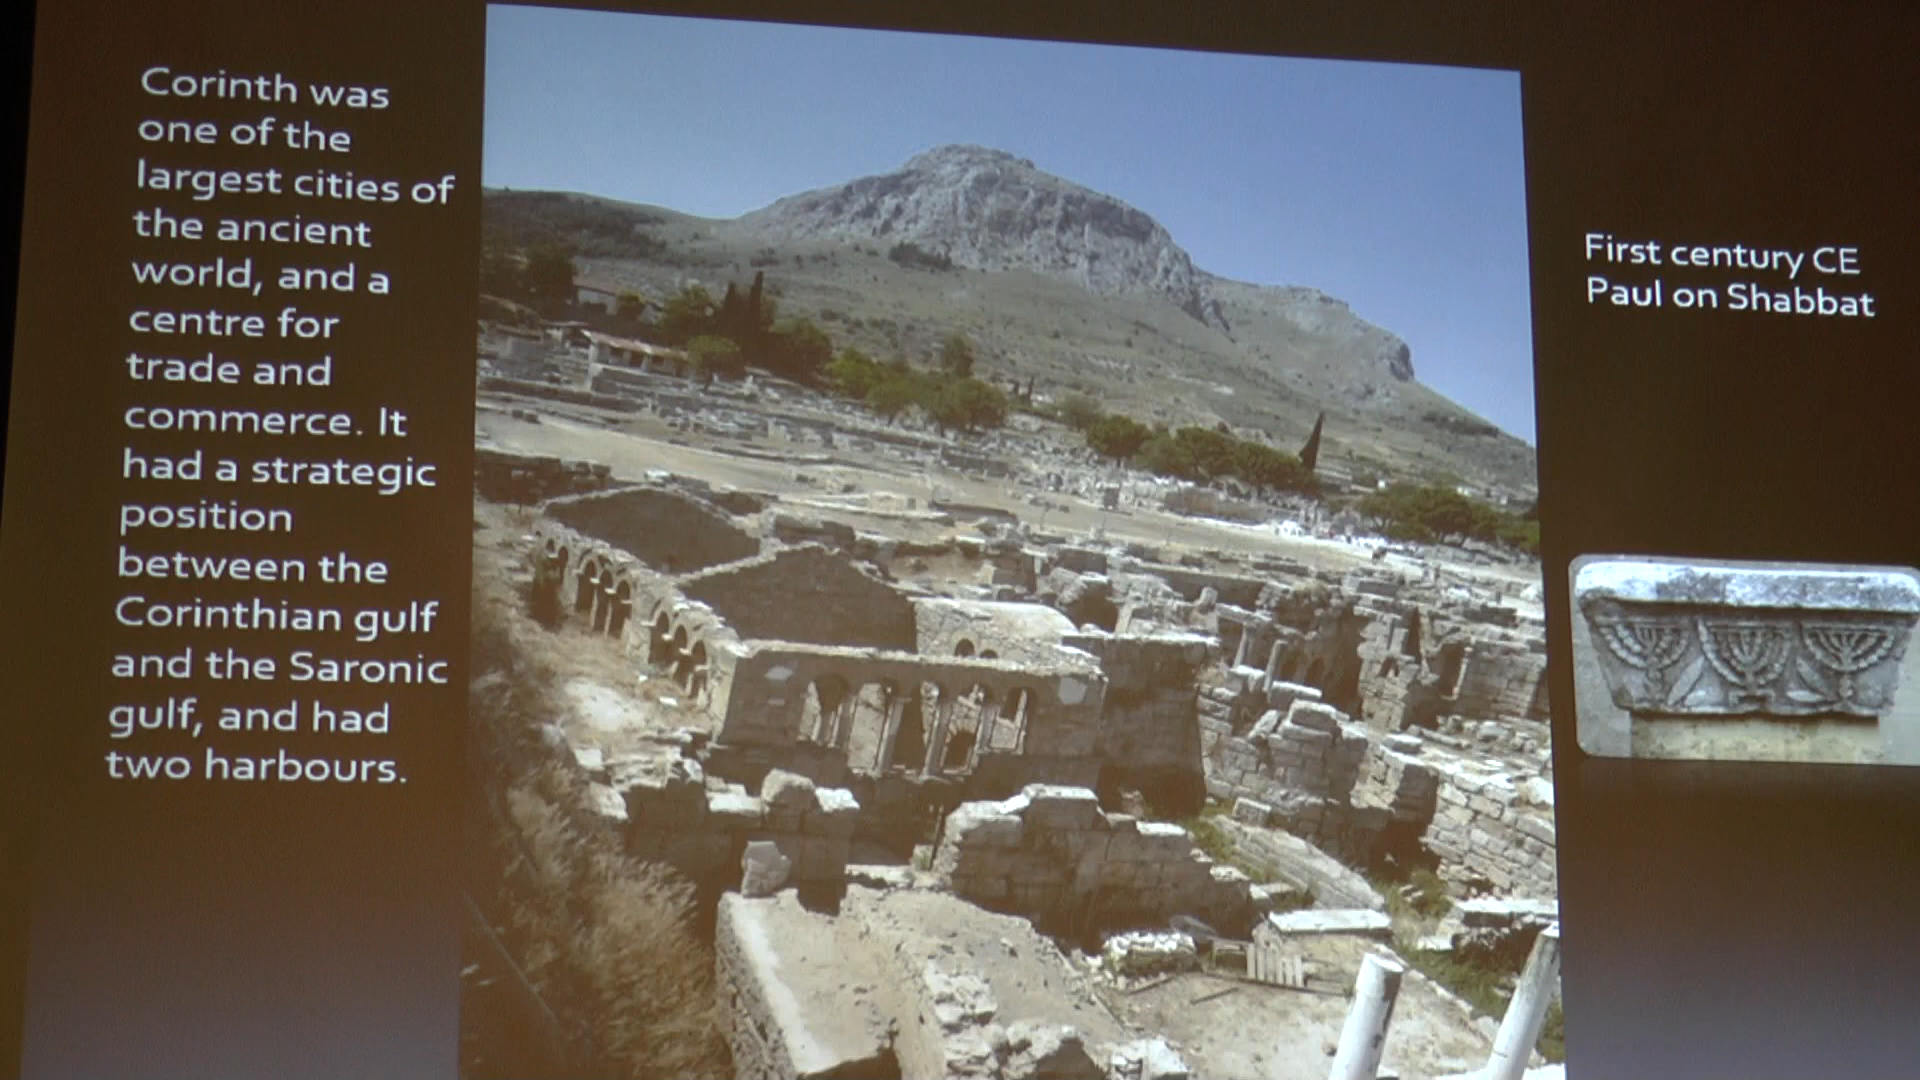 Corinth was
one of the
largest cities of
the ancient
world, and a
centre for
trade and
commerce. It
had a strategic
position
between the
Corinthian gulf
and the Saronic
gulf, and had
two harbours.
First century CE
Paul on Shabbat